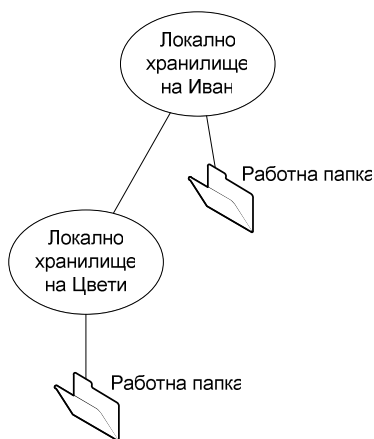 Локално
хранилище
на Иван
Работна папка
Локално
хранилище
на Цвети
Работна папка